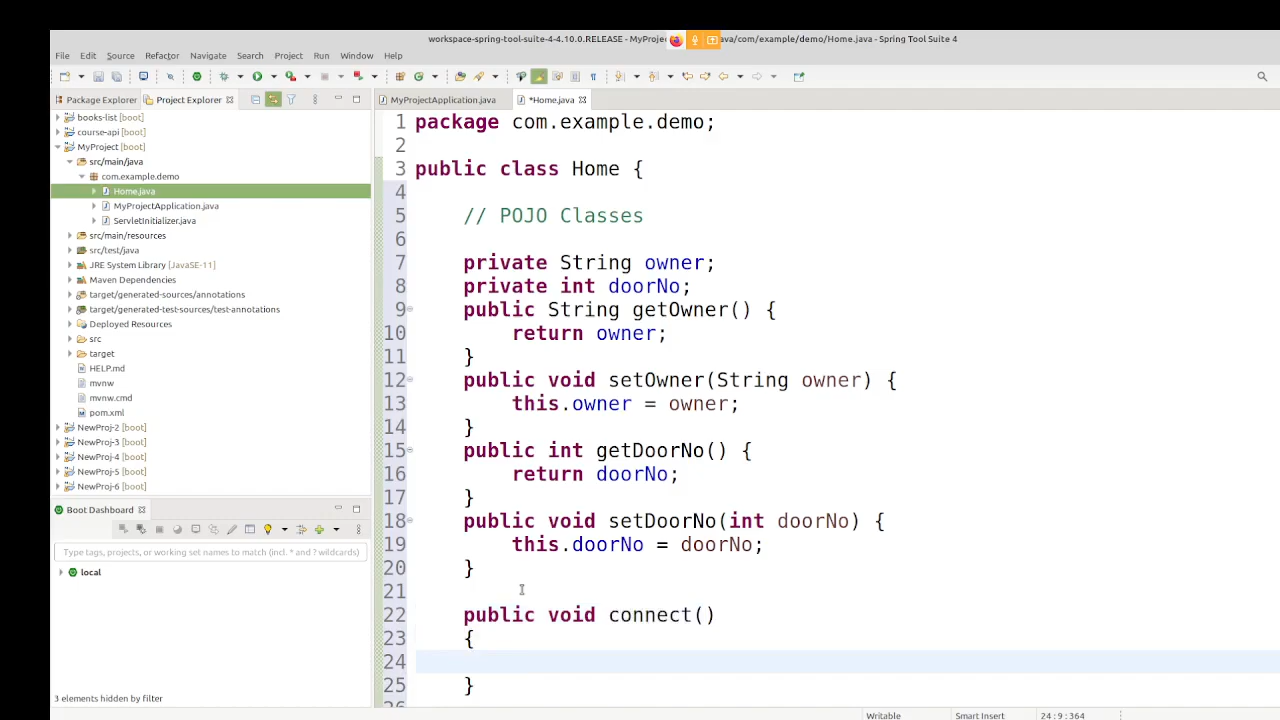 workspace-spring-tool-suite-4-4.10.0.RELEASE - MyProje ava/com/example/demo/Home.java - Spring Tool Suite 4
File Edit Source Refactor Navigate Search Project Run Window Help
Package Explorer Project Explorer
MyProjectApplication.java *Home.java
books-list [boot]
course-api [boot]
MyProject [boot]
src/main/java
com.example.demo
Home.java
MyProjectApplication.java
ServletInitializer.java
src/main/resources
src/test/java
JRE System Library [JavaSE-11]
Maven Dependencies
target/generated-sources/annotations
target/generated-test-sources/test-annotations
Deployed Resources
src
target
HELP.md
mvnw
mvnw.cmd
pom.xml
NewProj-2 [boot]
NewProj-3 [boot]
NewProj-4 [boot]
NewProj-5 [boot]
NewProj-6 [boot]
Boot Dashboard
Type tags, projects, or working set names to match (incl. * and ? wildcards)
local
3 elements hidden by filter
1 package com.example.demo;
2
3 public class Home {
4
5 // POJO Classes
6
7 private String owner;
8 private int doorNo;
9 public String getOwner() {
10 return owner;
11 }
12 public void setOwner(String owner) {
13 this.owner = owner;
14 }
15 public int getDoorNo() {
16 return doorNo;
17 }
18 public void setDoorNo(int doorNo) {
19 this.doorNo = doorNo;
20 }
21
22 public void connect()
23 {
24
25 }
26
Writable Smart Insert 24:9:364